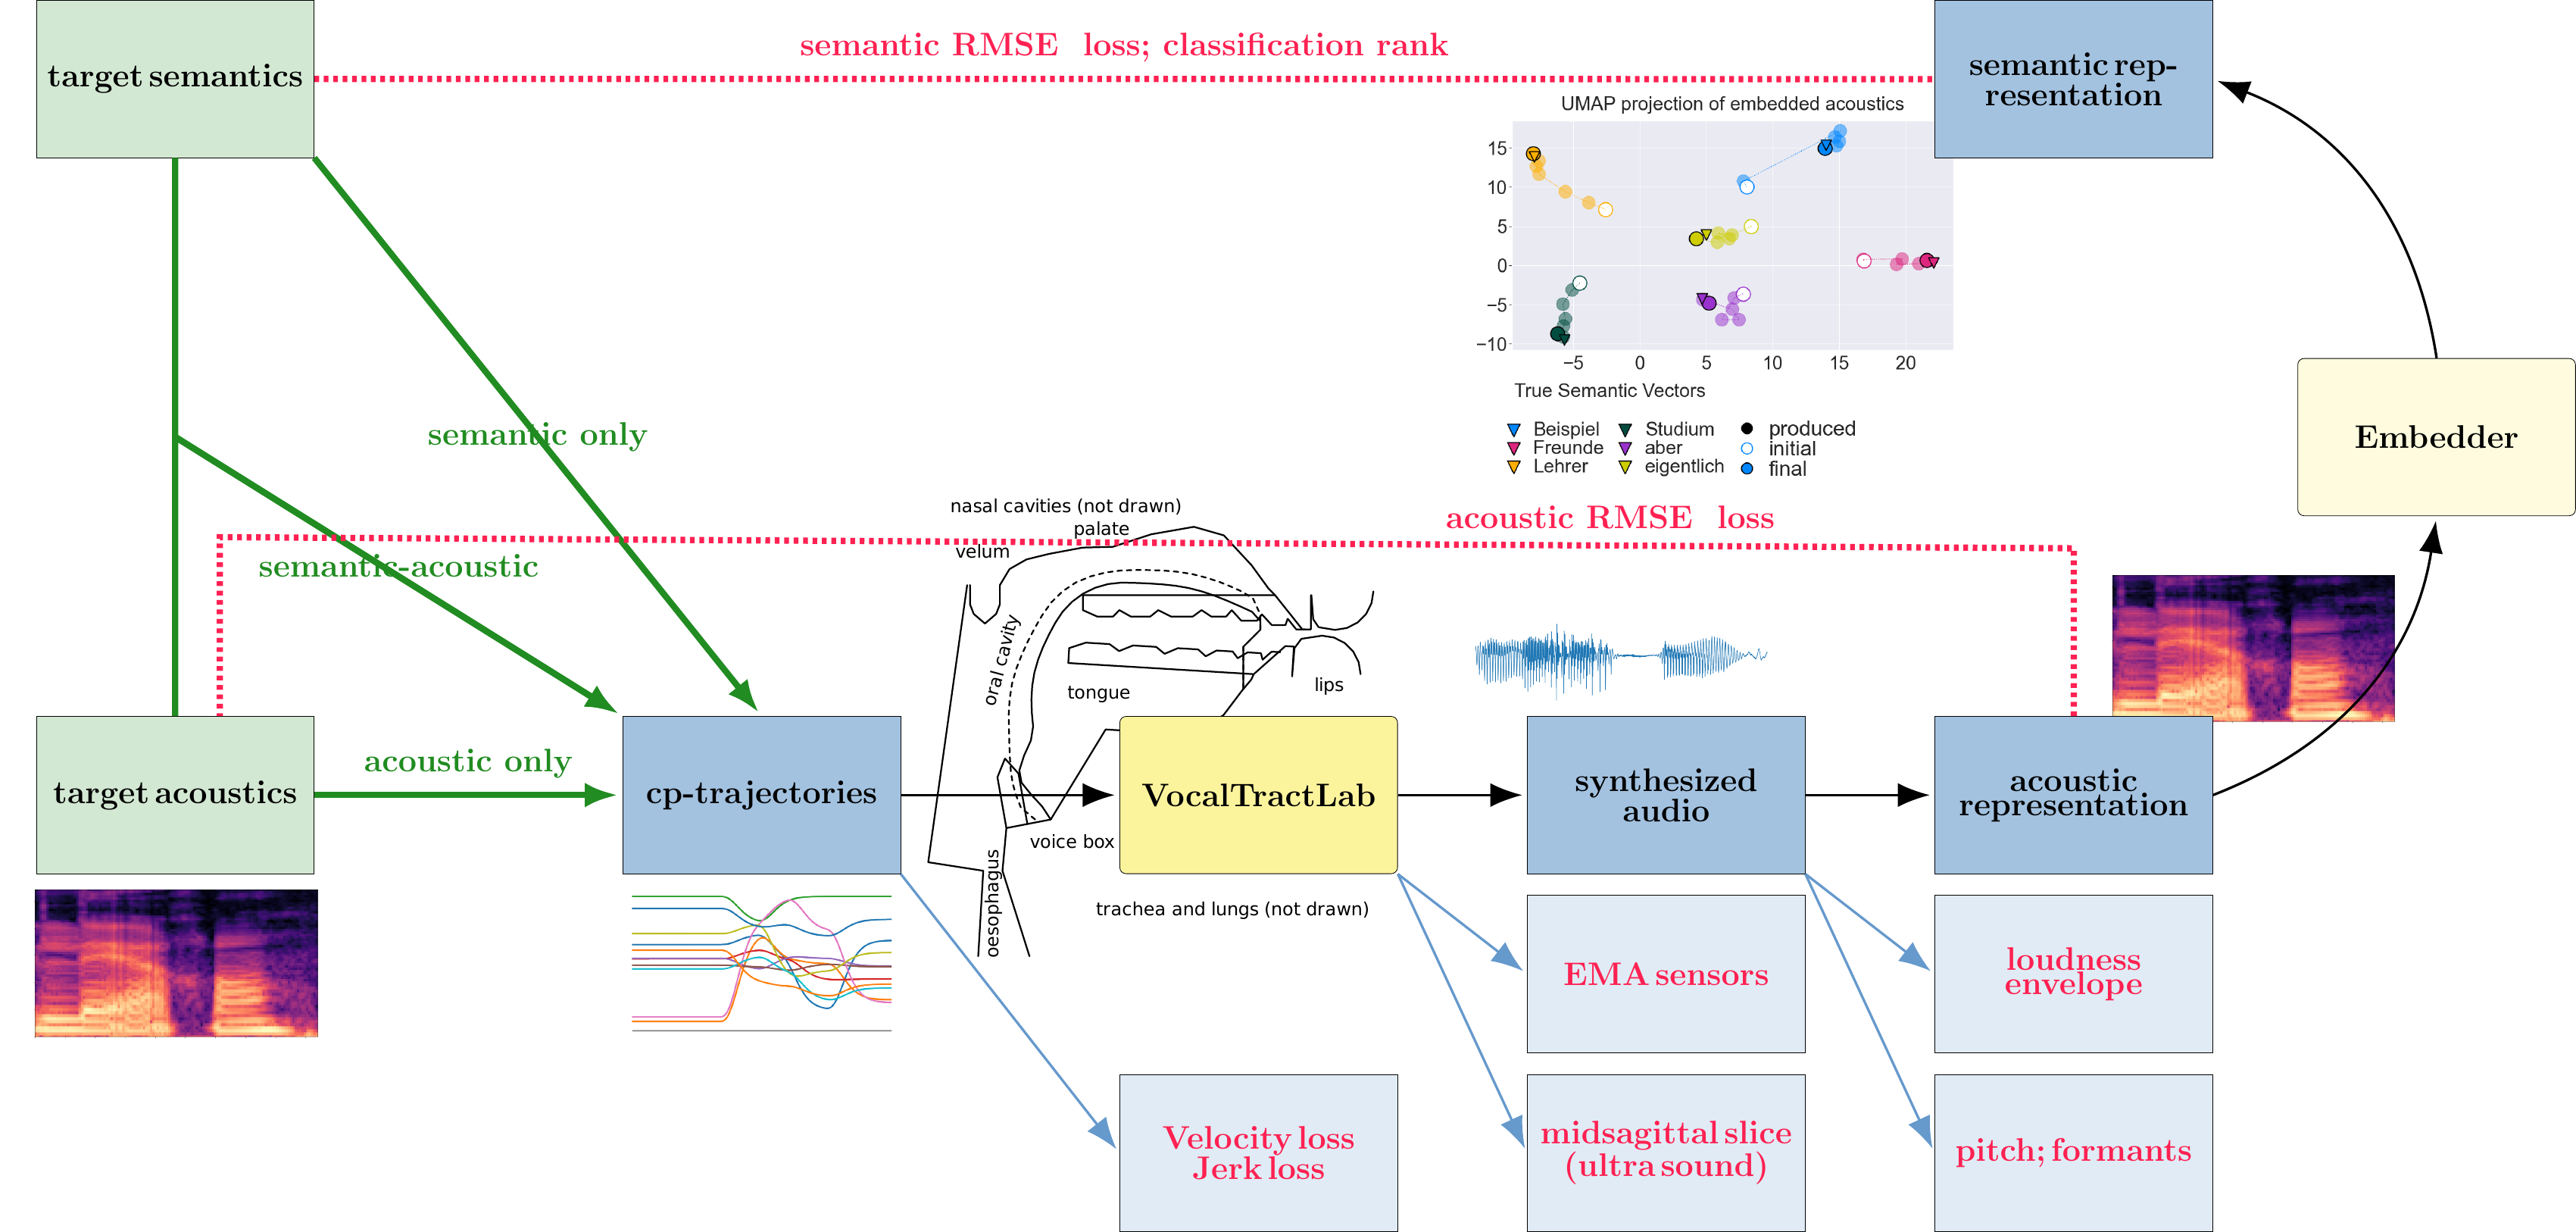 semantic RMSE loss; classification rank
target semantics
semantic rep-
resentation
UMAP projection of embedded acoustics
15
10
5
0
−5
−10
−5 0 5 10 15 20
True Semantic Vectors
Beispiel Studium produced
Freunde aber initial
Lehrer eigentlich final
Embedder
semantic only
nasal cavities (not drawn)
palate
velum
acoustic RMSE loss
semantic-acoustic
oral cavity
tongue
lips
acoustic only
target acoustics
cp-trajectories
VocalTractLab
synthesized
audio
acoustic
representation
voice box
oesophagus
trachea and lungs (not drawn)
EMA sensors
loudness
envelope
Velocity loss
Jerk loss
midsagittal slice
(ultra sound)
pitch; formants